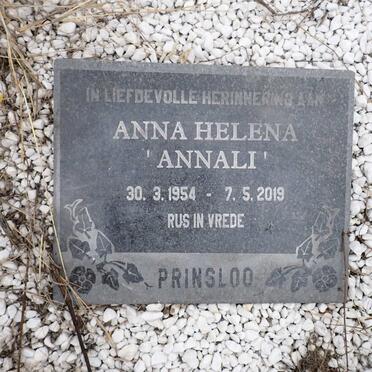 IN LIEFDEVOLLE HERINNERING AAN
ANNA HELENA
'ANNALI'
30. 3. 1954 - 7. 5. 2019
RUS IN VREDE
PRINSLOO